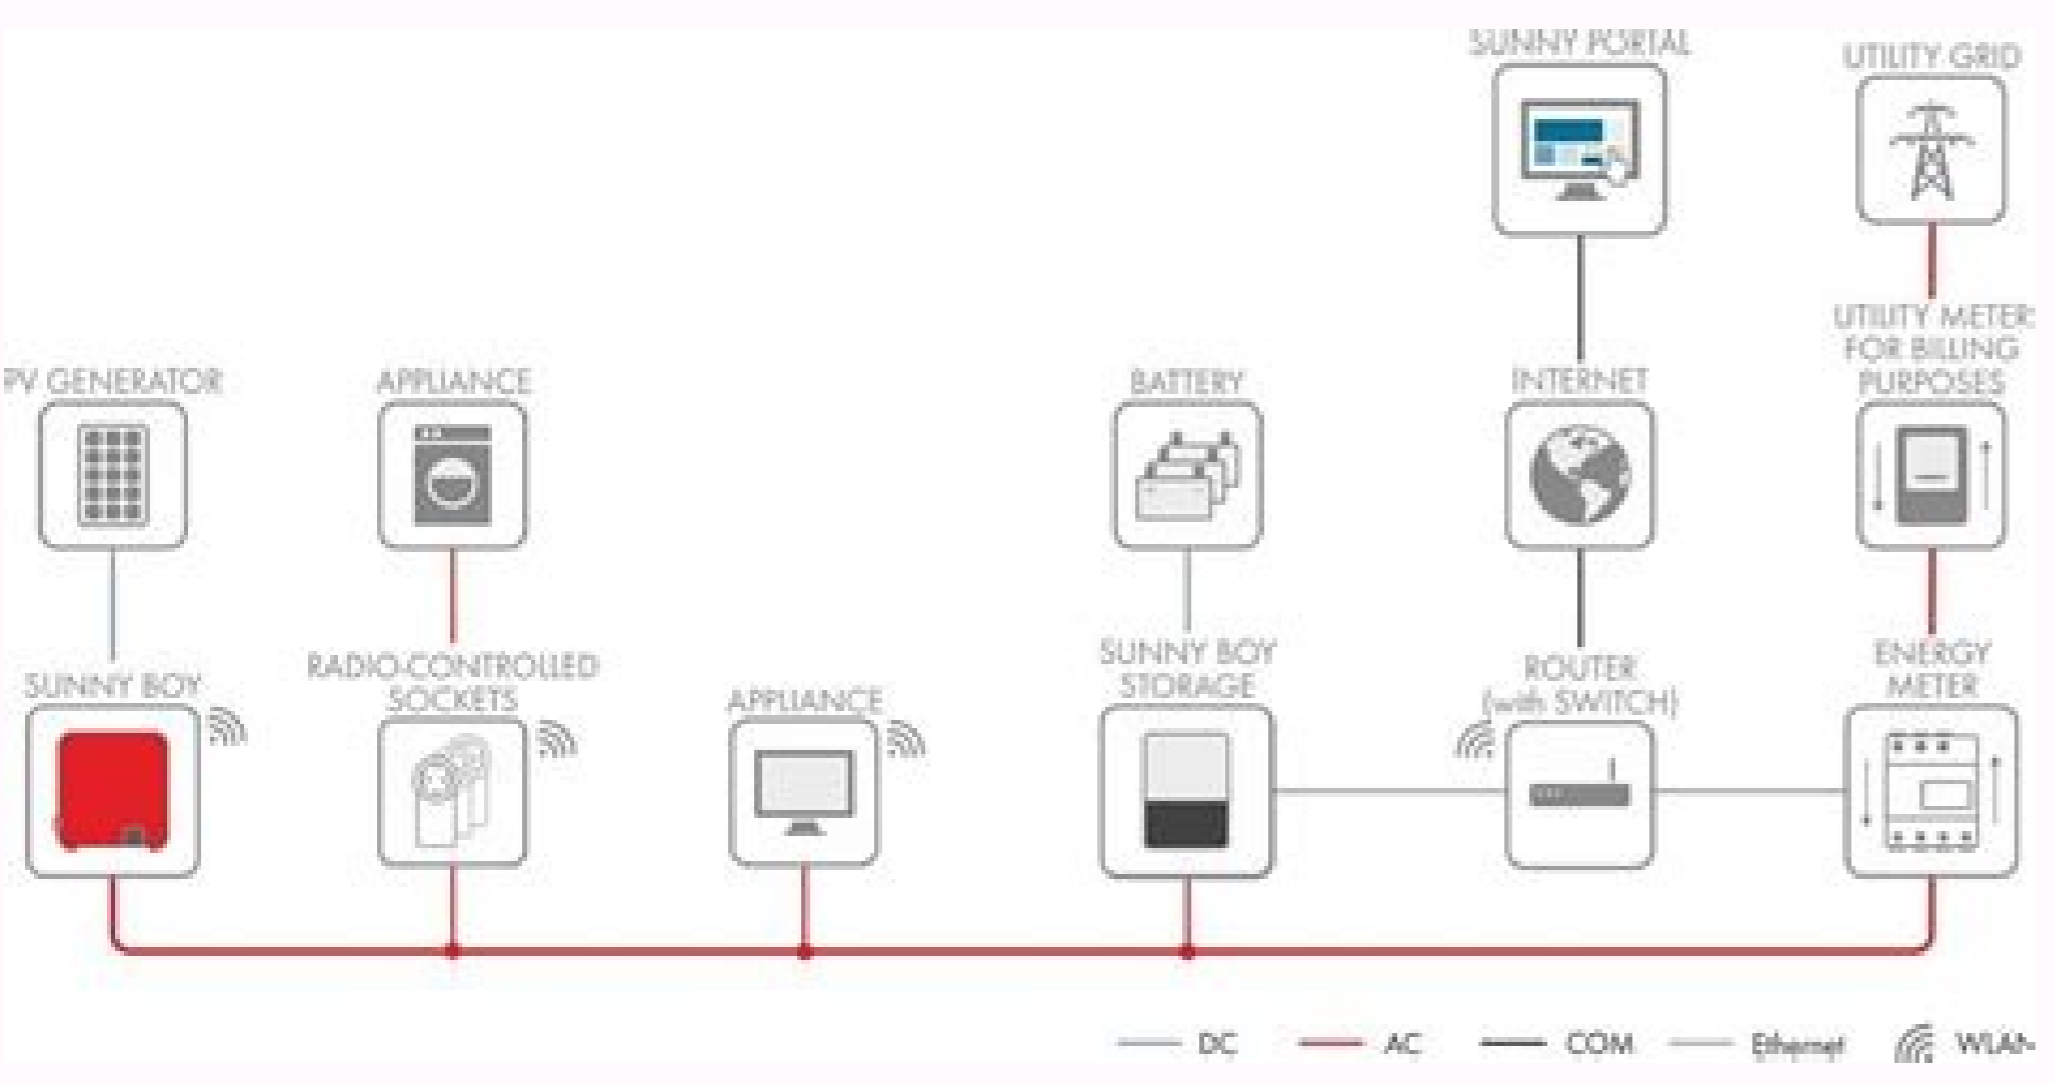 SUNNY PORTAL
UTILITY GRID
UTILITY METER
FOR BILLING
PURPOSES
PV GENERATOR
APPLIANCE
BATTERY
INTERNET
SUNNY BOY
RADIO-CONTROLLED
SOCKETS
APPLIANCE
SUNNY BOY
STORAGE
ROUTER
(with SWITCH)
ENERGY
METER
DC
AC
COM
Ethernet
WLAN